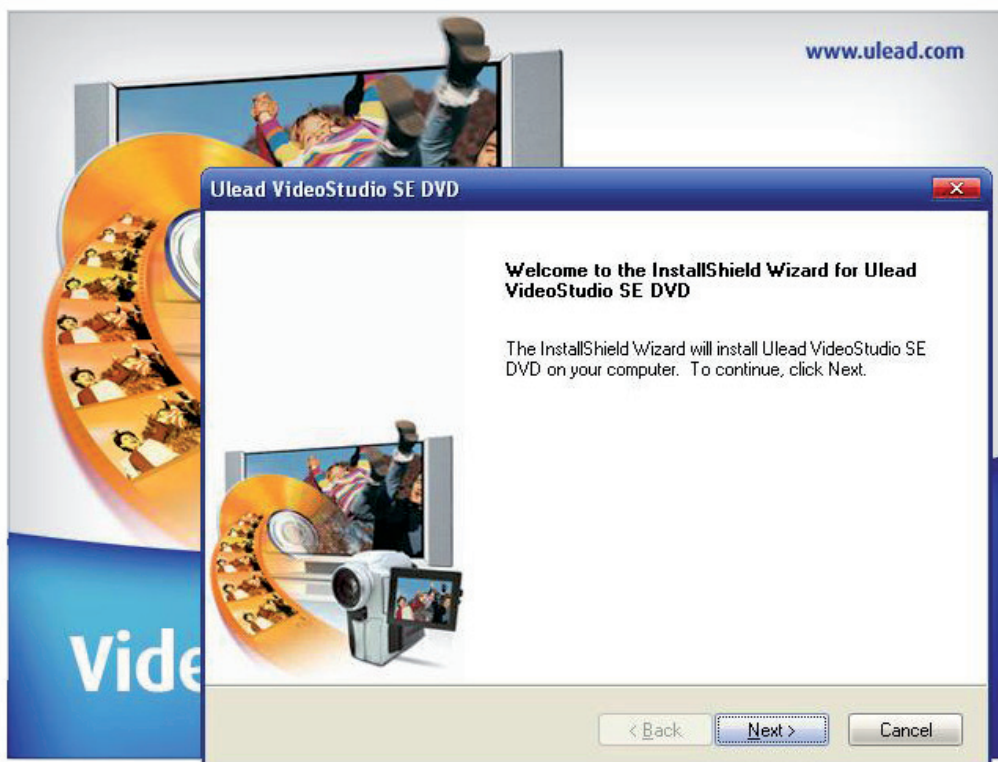 www.ulead.com
Ulead VideoStudio SE DVD
Welcome to the InstallShield Wizard for Ulead
VideoStudio SE DVD
The InstallShield Wizard will install Ulead VideoStudio SE
DVD on your computer.  To continue, click Next.
Vide
< Back
Next >
Cancel